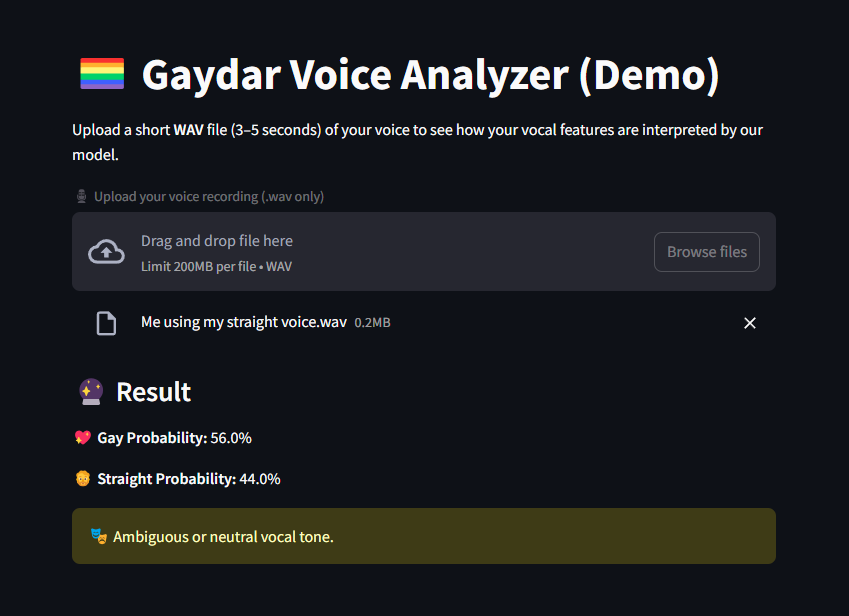 Gaydar Voice Analyzer (Demo)
Upload a short WAV file (3–5 seconds) of your voice to see how your vocal features are interpreted by our
model.
Upload your voice recording (.wav only)
Drag and drop file here
Limit 200MB per file • WAV
Browse files
Me using my straight voice.wav 0.2MB
Result
Gay Probability: 56.0%
Straight Probability: 44.0%
Ambiguous or neutral vocal tone.